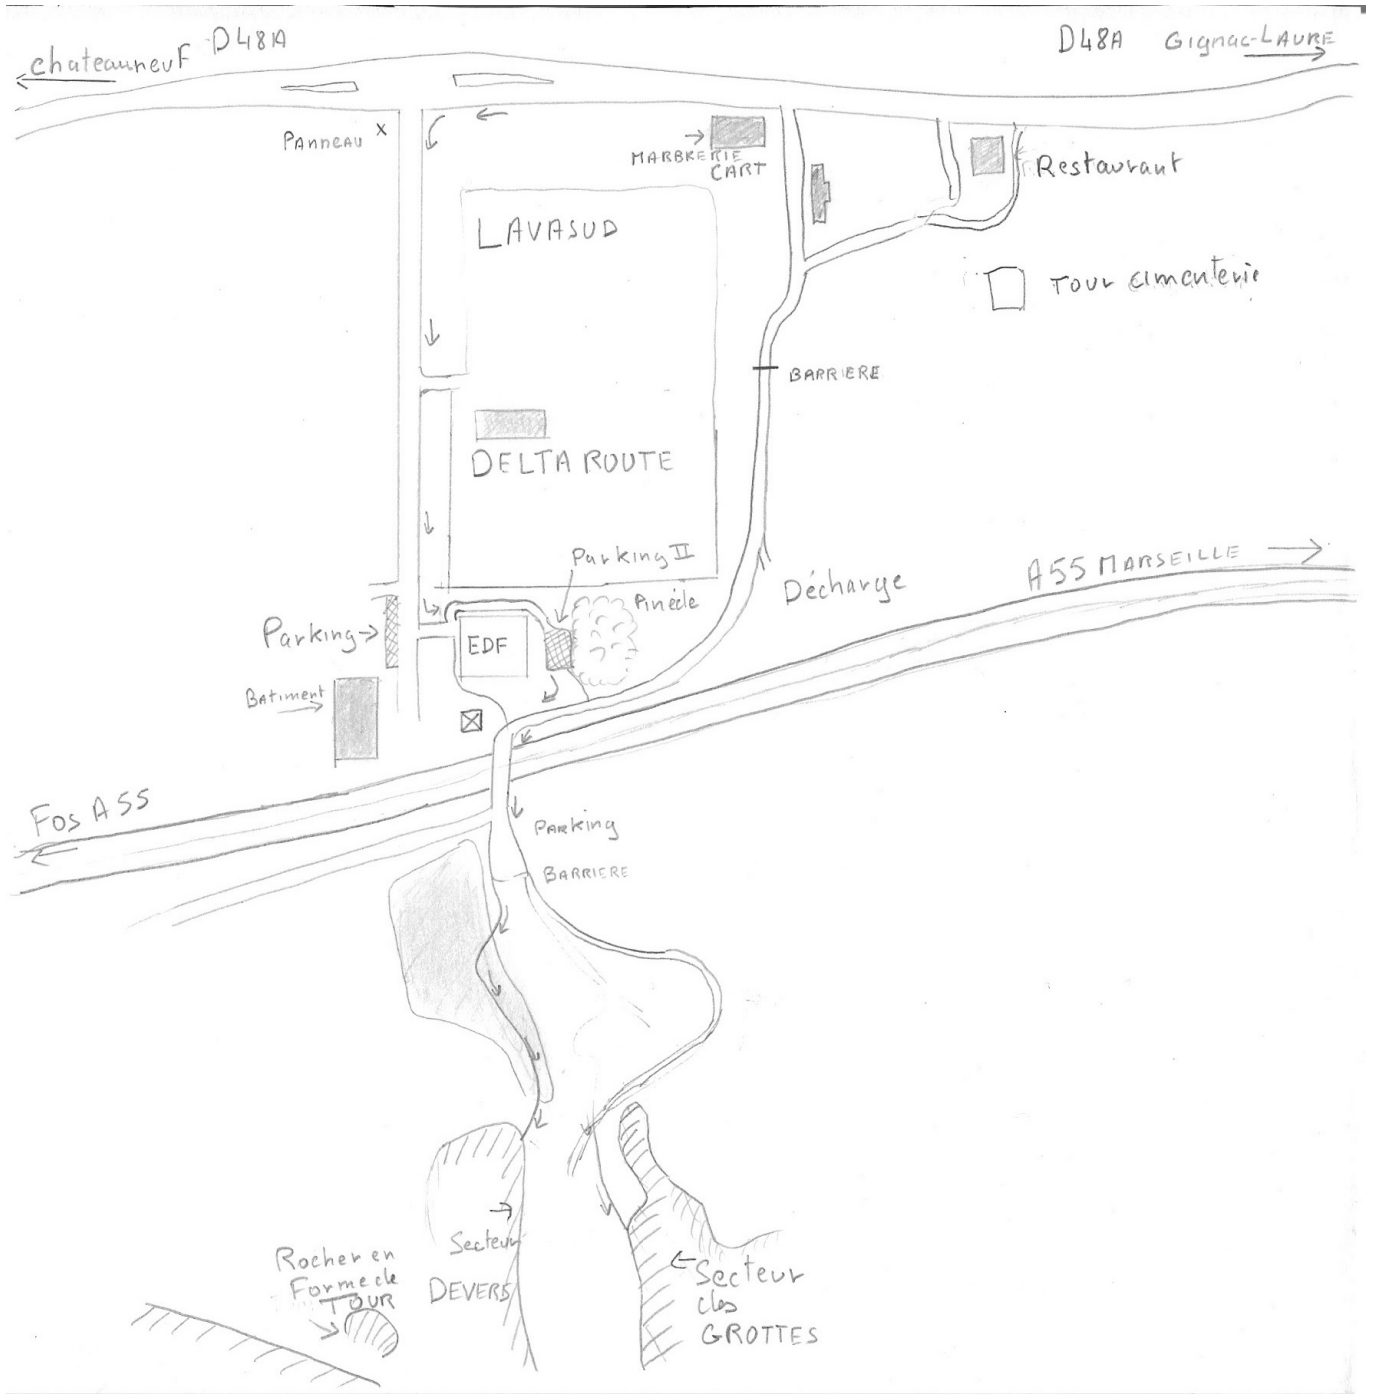 chateauneuf
D48A
D48A
Gignac-LAURE
PANNEAU
x
MARBRERIE
CART
Restaurant
LAVASUD
TOUR cimenterie
BARRIERE
DELTA ROUTE
Parking II
Décharge
A55 MARSEILLE
Pinède
Parking
EDF
Batiment
Fos A55
PARKING
BARRIERE
Secteur
DEVERS
Rocher en
Forme de
TOUR
Secteur
des
GROTTES